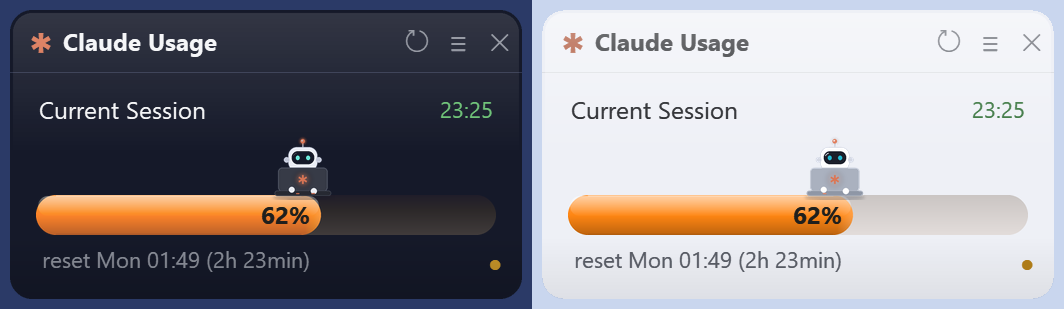 Claude Usage
Current Session 23:25
62%
reset Mon 01:49 (2h 23min)
Claude Usage
Current Session 23:25
62%
reset Mon 01:49 (2h 23min)